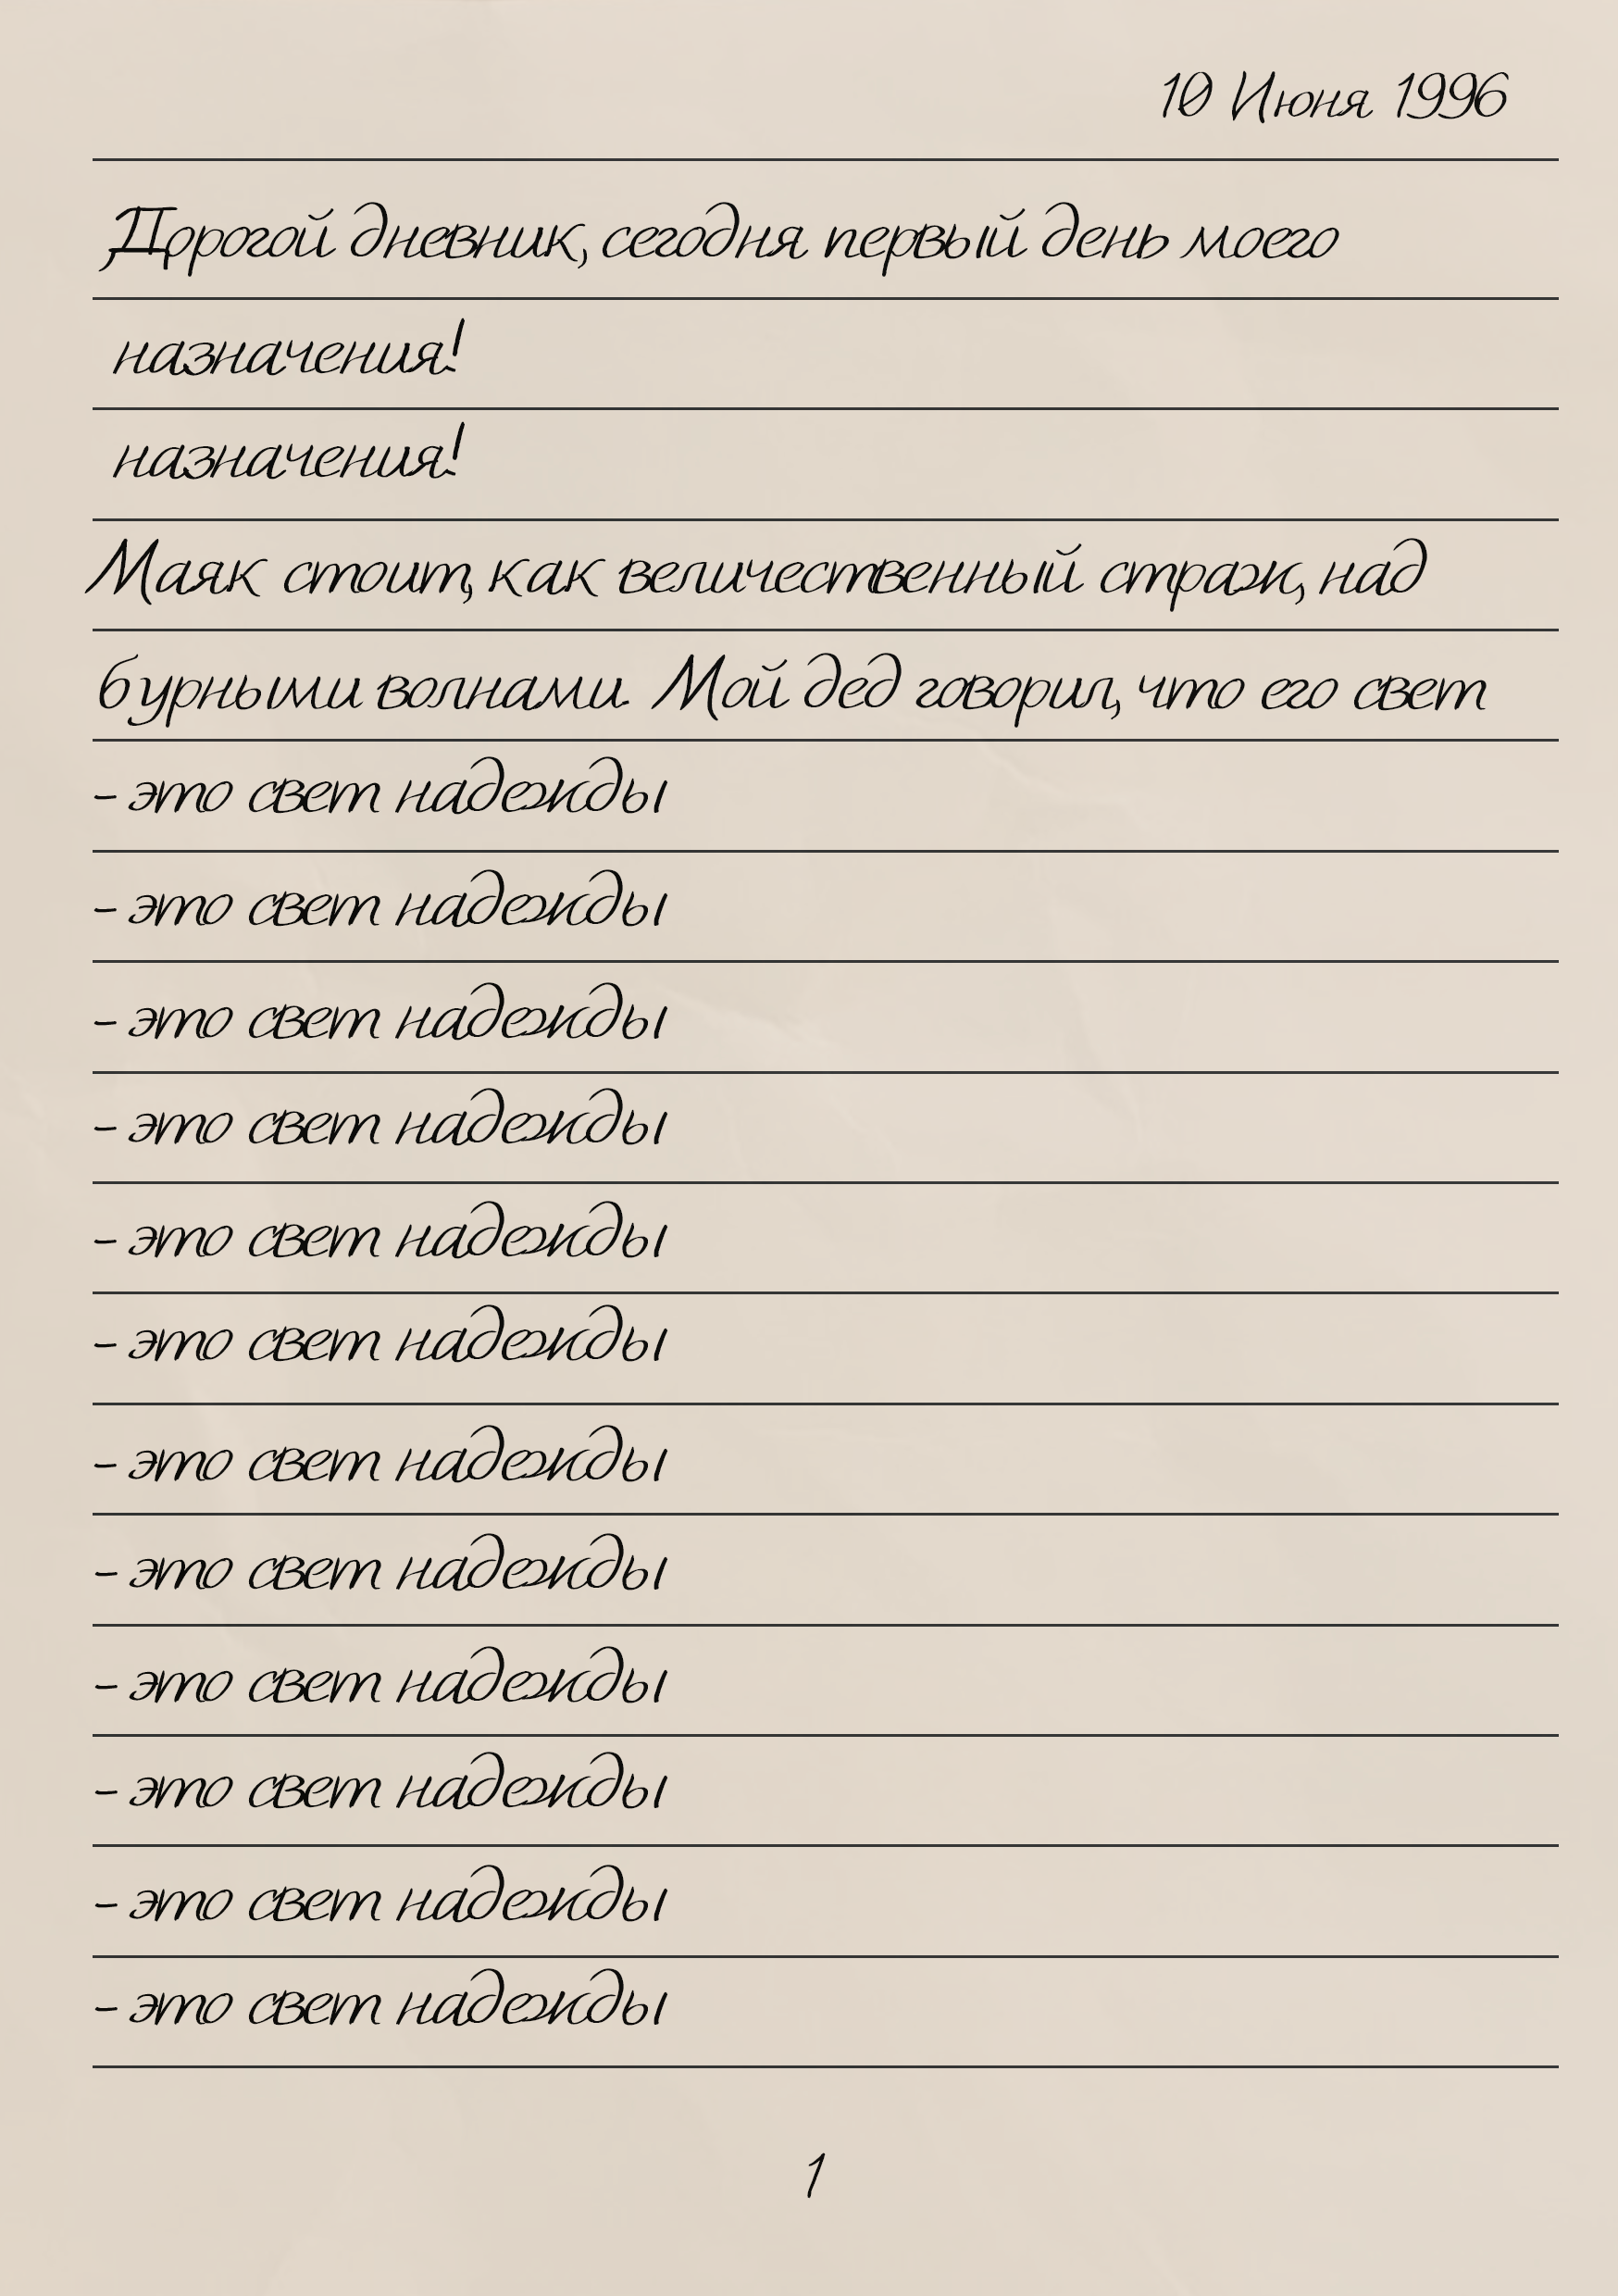 10 Июня 1996
Дорогой дневник, сегодня первый день моего
назначения!
назначения!
Маяк стоит, как величественный страж, над
бурными волнами. Мой дед говорил, что его свет
- это свет надежды
- это свет надежды
- это свет надежды
- это свет надежды
- это свет надежды
- это свет надежды
- это свет надежды
- это свет надежды
- это свет надежды
- это свет надежды
- это свет надежды
- это свет надежды
1